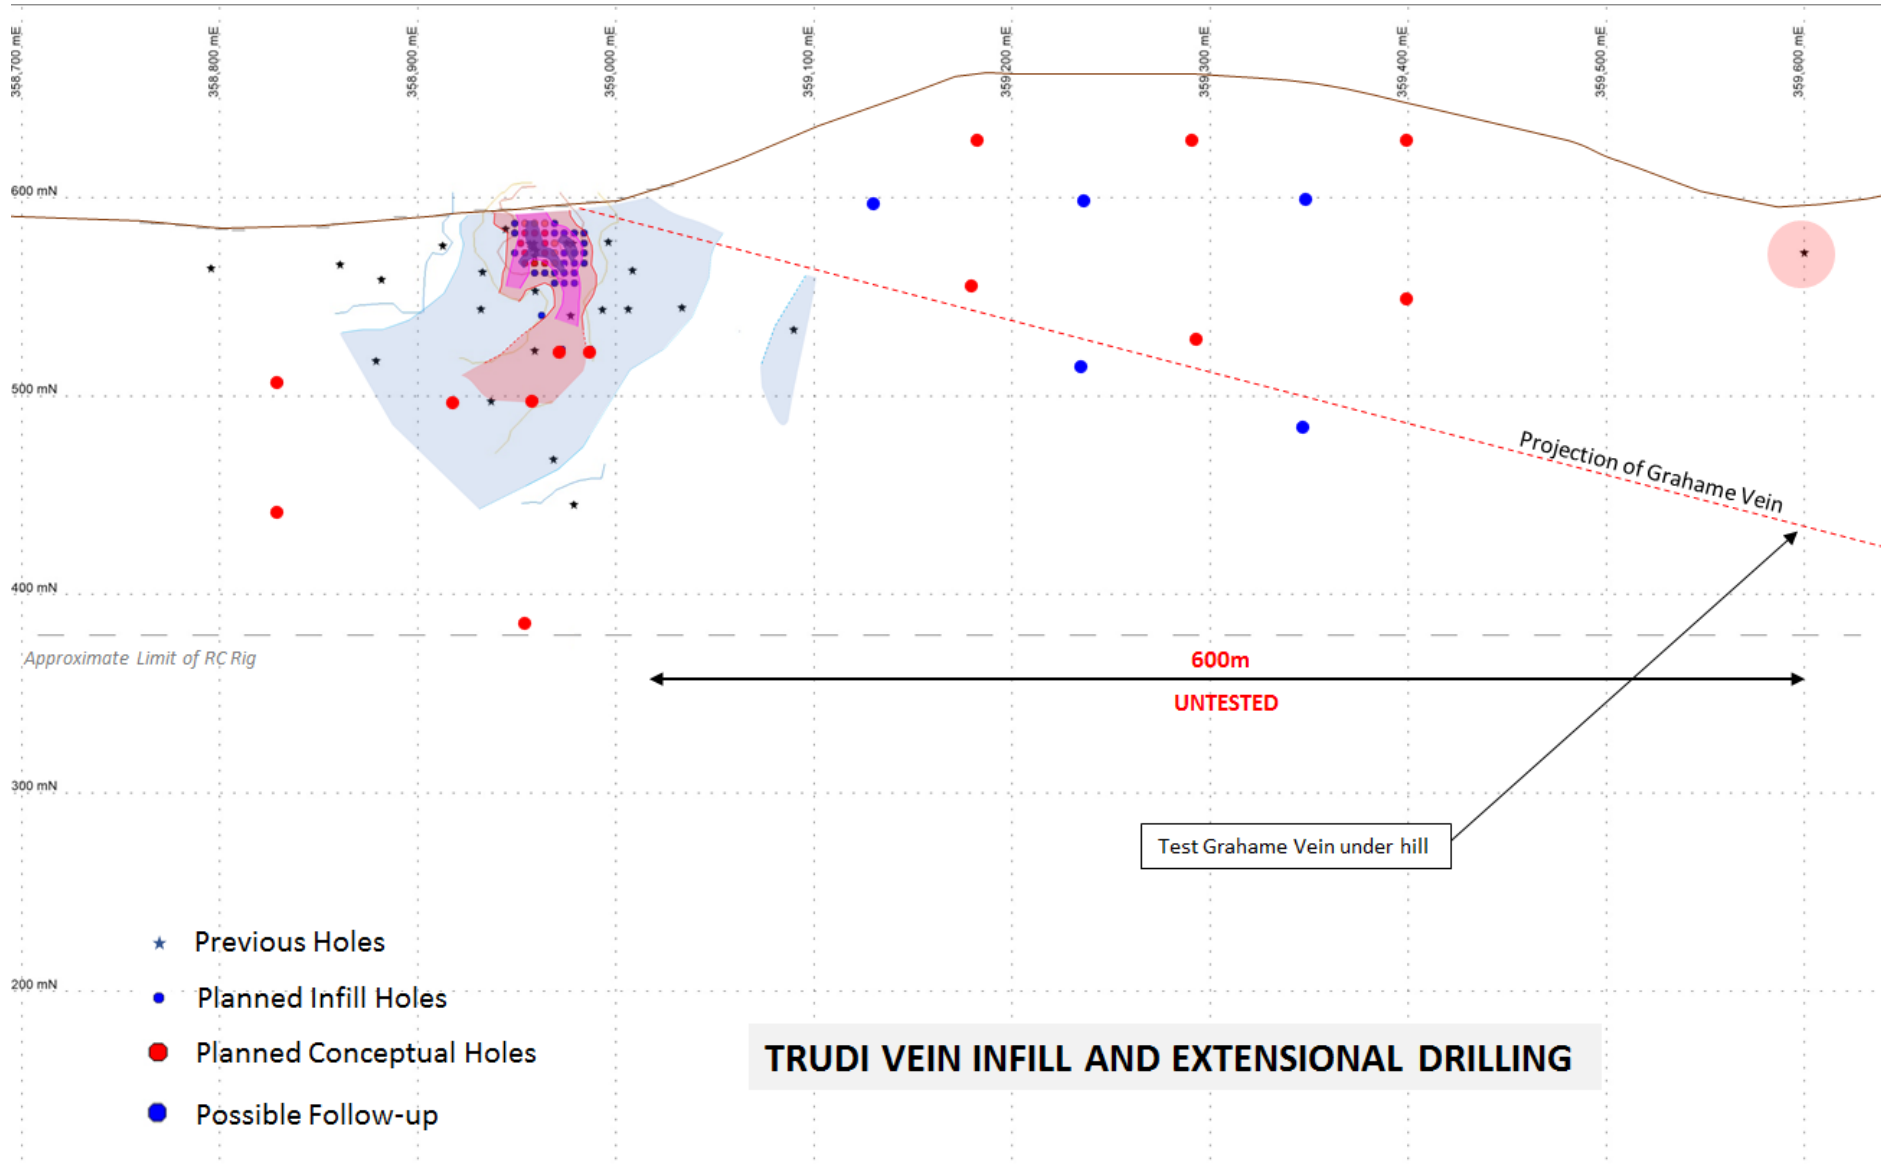 358,700 mE
358,800 mE
358,900 mE
359,000 mE
359,100 mE
359,200 mE
359,300 mE
359,400 mE
359,500 mE
359,600 mE
600 mN
500 mN
Projection of Grahame Vein
400 mN
Approximate Limit of RC Rig
600m
UNTESTED
300 mN
Test Grahame Vein under hill
Previous Holes
Planned Infill Holes
200 mN
Planned Conceptual Holes
TRUDI VEIN INFILL AND EXTENSIONAL DRILLING
Possible Follow-up